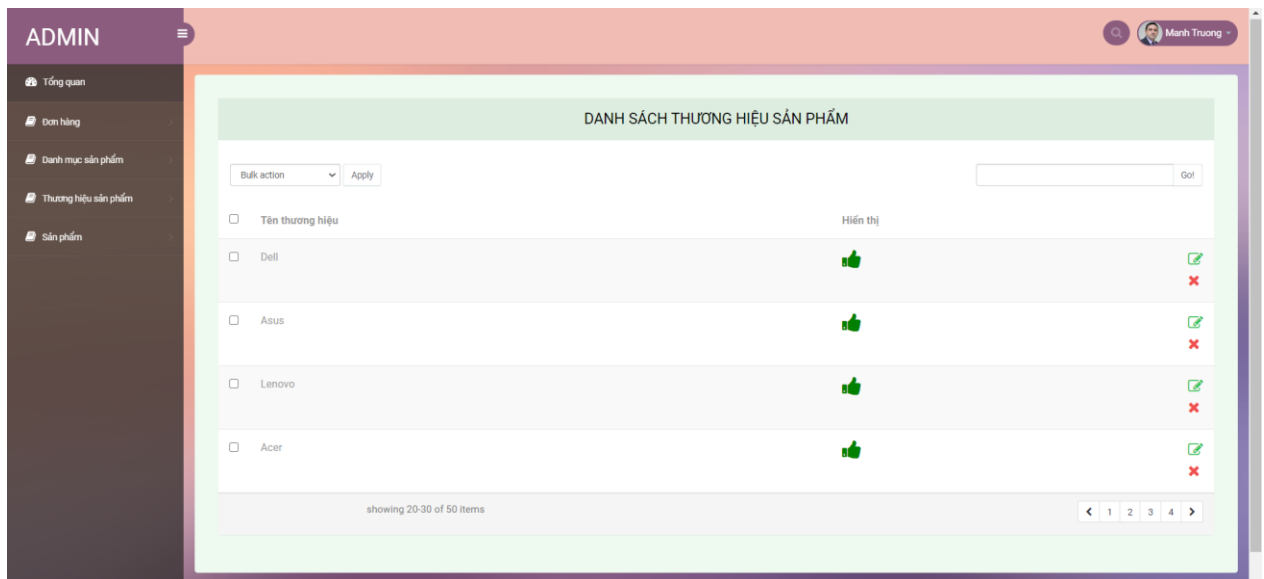 ADMIN
Manh Truong
Tổng quan
Đơn hàng
Danh mục sản phẩm
Thương hiệu sản phẩm
Sản phẩm
DANH SÁCH THƯƠNG HIỆU SẢN PHẨM
Bulk action Apply Go!
Tên thương hiệu Hiển thị
Dell
Asus
Lenovo
Acer
showing 20-30 of 50 items 1 2 3 4